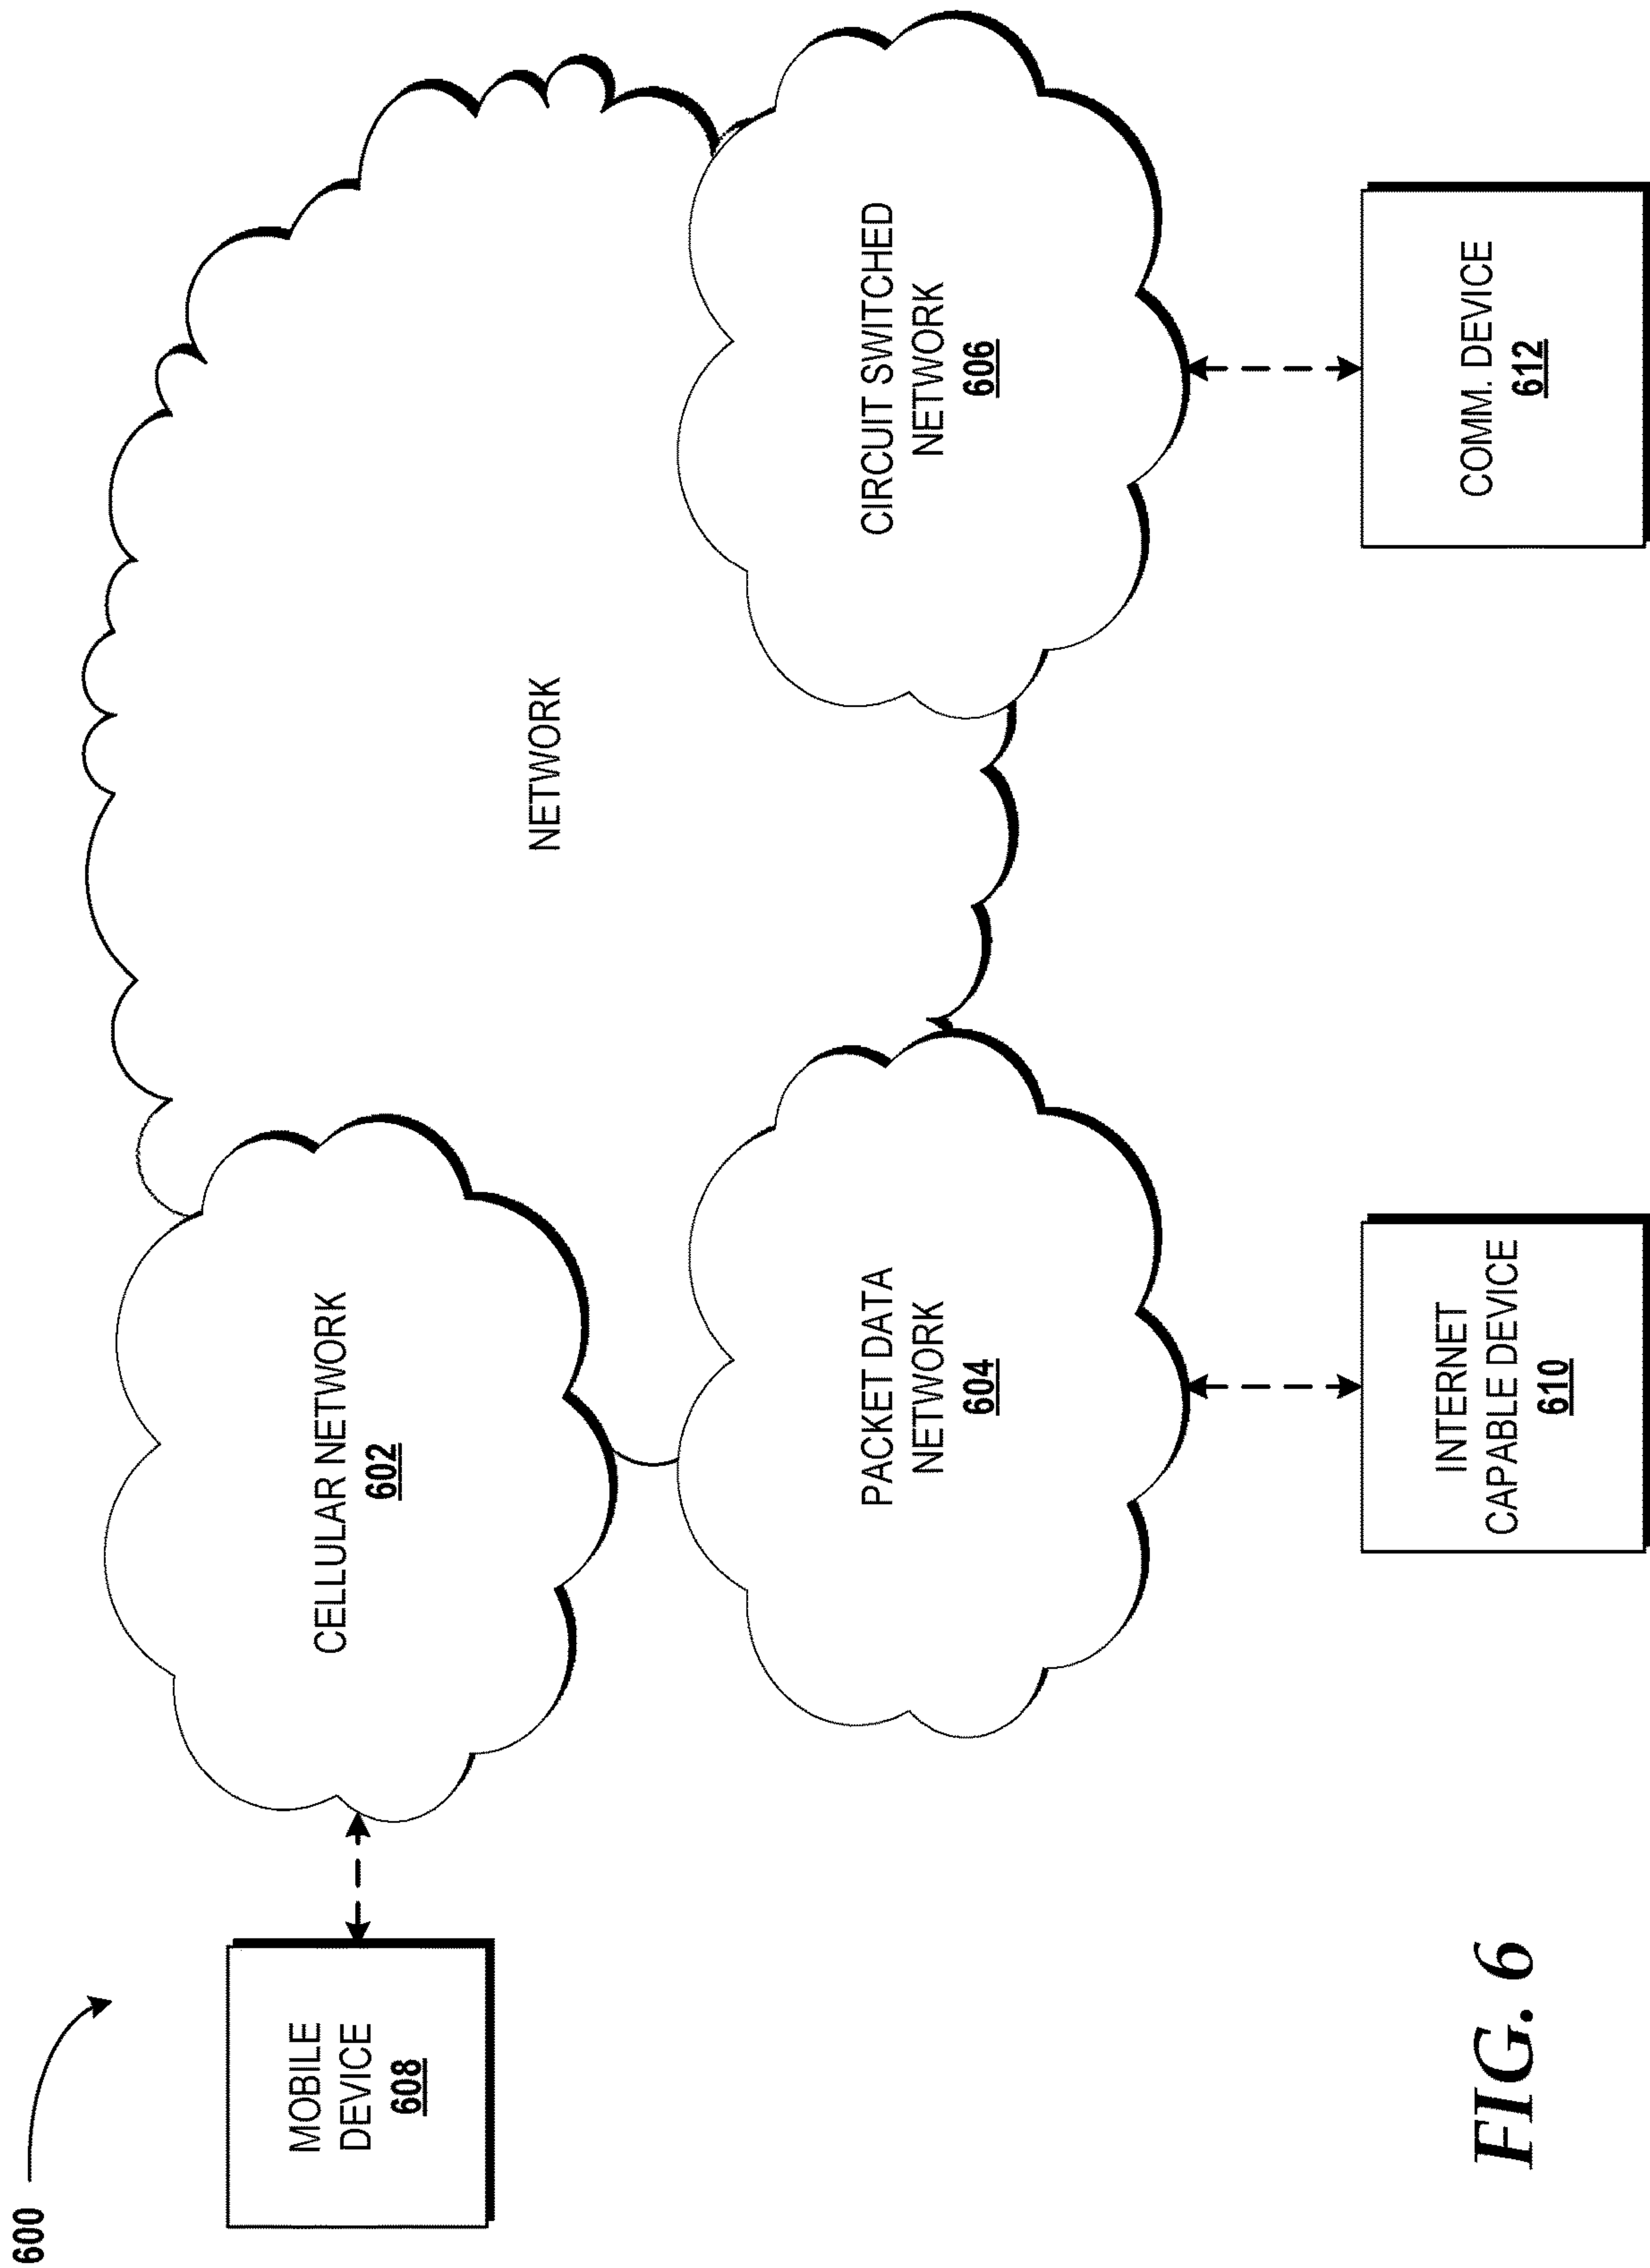 600
MOBILE
DEVICE
608
CELLULAR NETWORK
602
NETWORK
PACKET DATA
NETWORK
604
CIRCUIT SWITCHED
NETWORK
606
INTERNET
CAPABLE DEVICE
610
COMM. DEVICE
612
FIG. 6